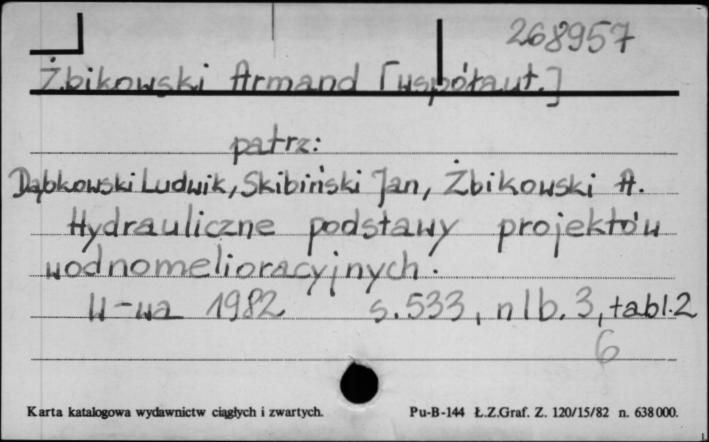 268957
Żbikowski Armand [współaut.]
patrz:
Dąbkowski Ludwik, Skibiński Jan, Żbikowski A.
Hydrauliczne podstawy projektów
wodnomelioracyjnych.
W-wa 1982 s.533, nlb.3, tabl.2
6
Karta katalogowa wydawnictw ciągłych i zwartych. Pu-B-144 Ł.Z.Graf. Z. 120/15/82 n. 638000.